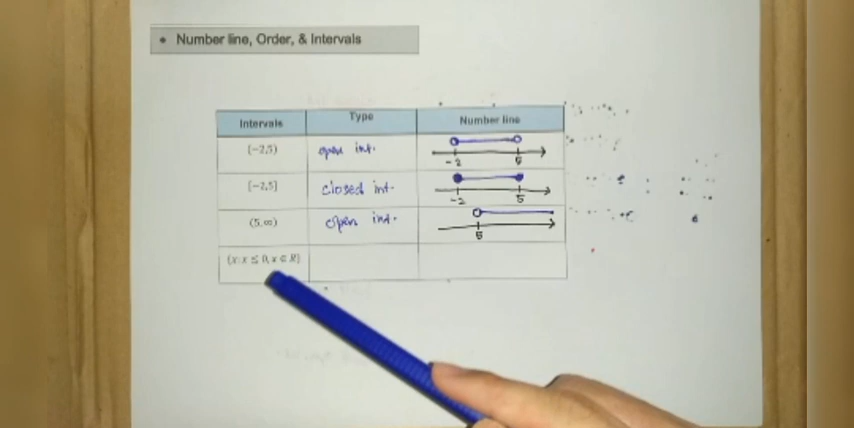 • Number line, Order, & Intervals
Intervals Type Number line
(-2,5) open int. -2 5
[-2,5] closed int. -2 5
(5,∞) open int. 5
{x: x ≤ 0, x ∈ R}